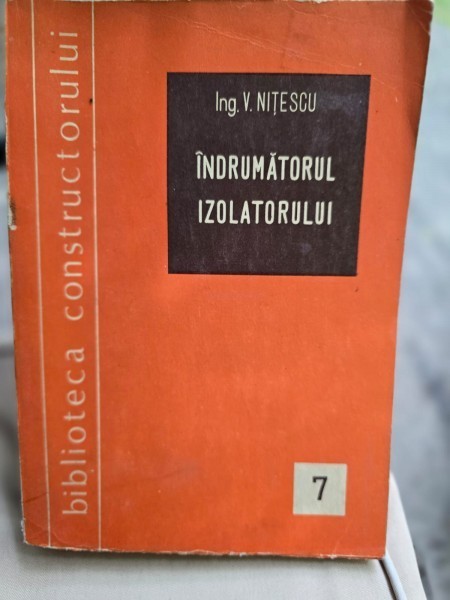 biblioteca constructorului
Ing. V. NIȚESCU
ÎNDRUMĂTORUL
IZOLATORULUI
7